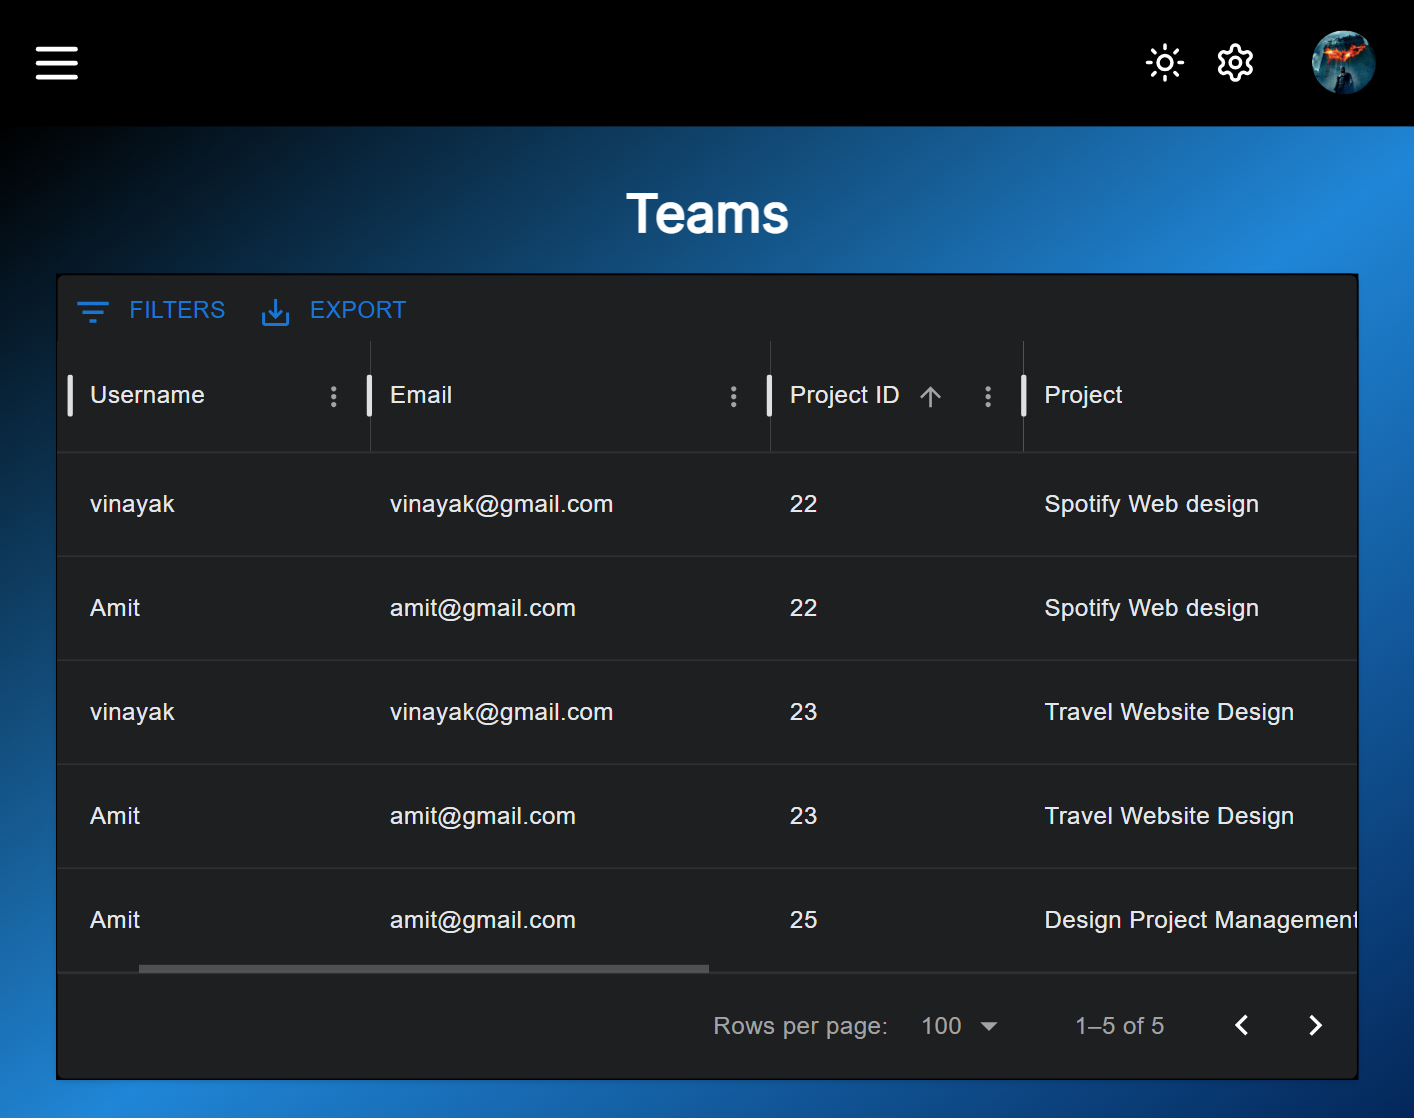 Teams
FILTERS EXPORT
Username Email Project ID Project
vinayak vinayak@gmail.com 22 Spotify Web design
Amit amit@gmail.com 22 Spotify Web design
vinayak vinayak@gmail.com 23 Travel Website Design
Amit amit@gmail.com 23 Travel Website Design
Amit amit@gmail.com 25 Design Project Management
Rows per page: 100 1–5 of 5